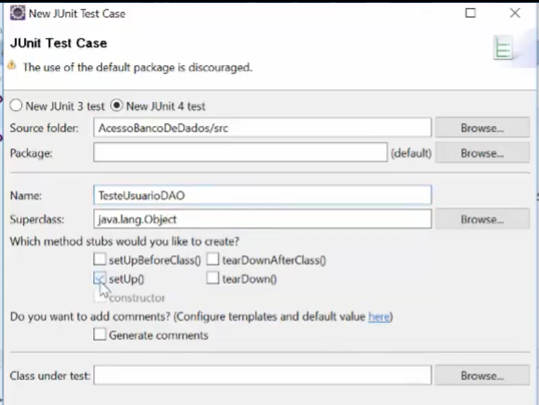 New JUnit Test Case
JUnit Test Case
The use of the default package is discouraged.
New JUnit 3 test New JUnit 4 test
Source folder: AcessoBancoDeDados/src Browse...
Package: (default) Browse...
Name: TesteUsuarioDAO
Superclass: java.lang.Object Browse...
Which method stubs would you like to create?
setUpBeforeClass() tearDownAfterClass()
setUp() tearDown()
constructor
Do you want to add comments? (Configure templates and default value here)
Generate comments
Class under test: Browse...